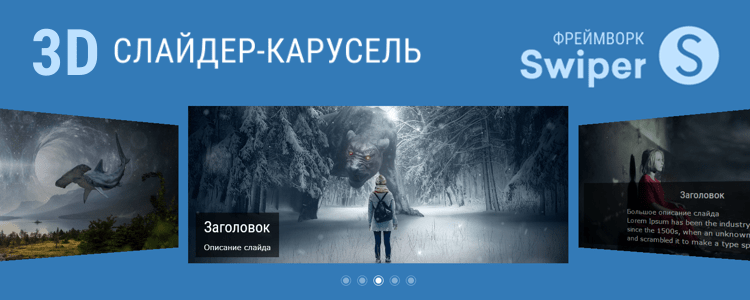 3D СЛАЙДЕР-КАРУСЕЛЬ
ФРЕЙМВОРК
Swiper
S
Заголовок
Описание слайда
Заголовок
Большое описание слайда
Lorem Ipsum has been the industry
since the 1500s, when an unknown
and scrambled it to make a type sp